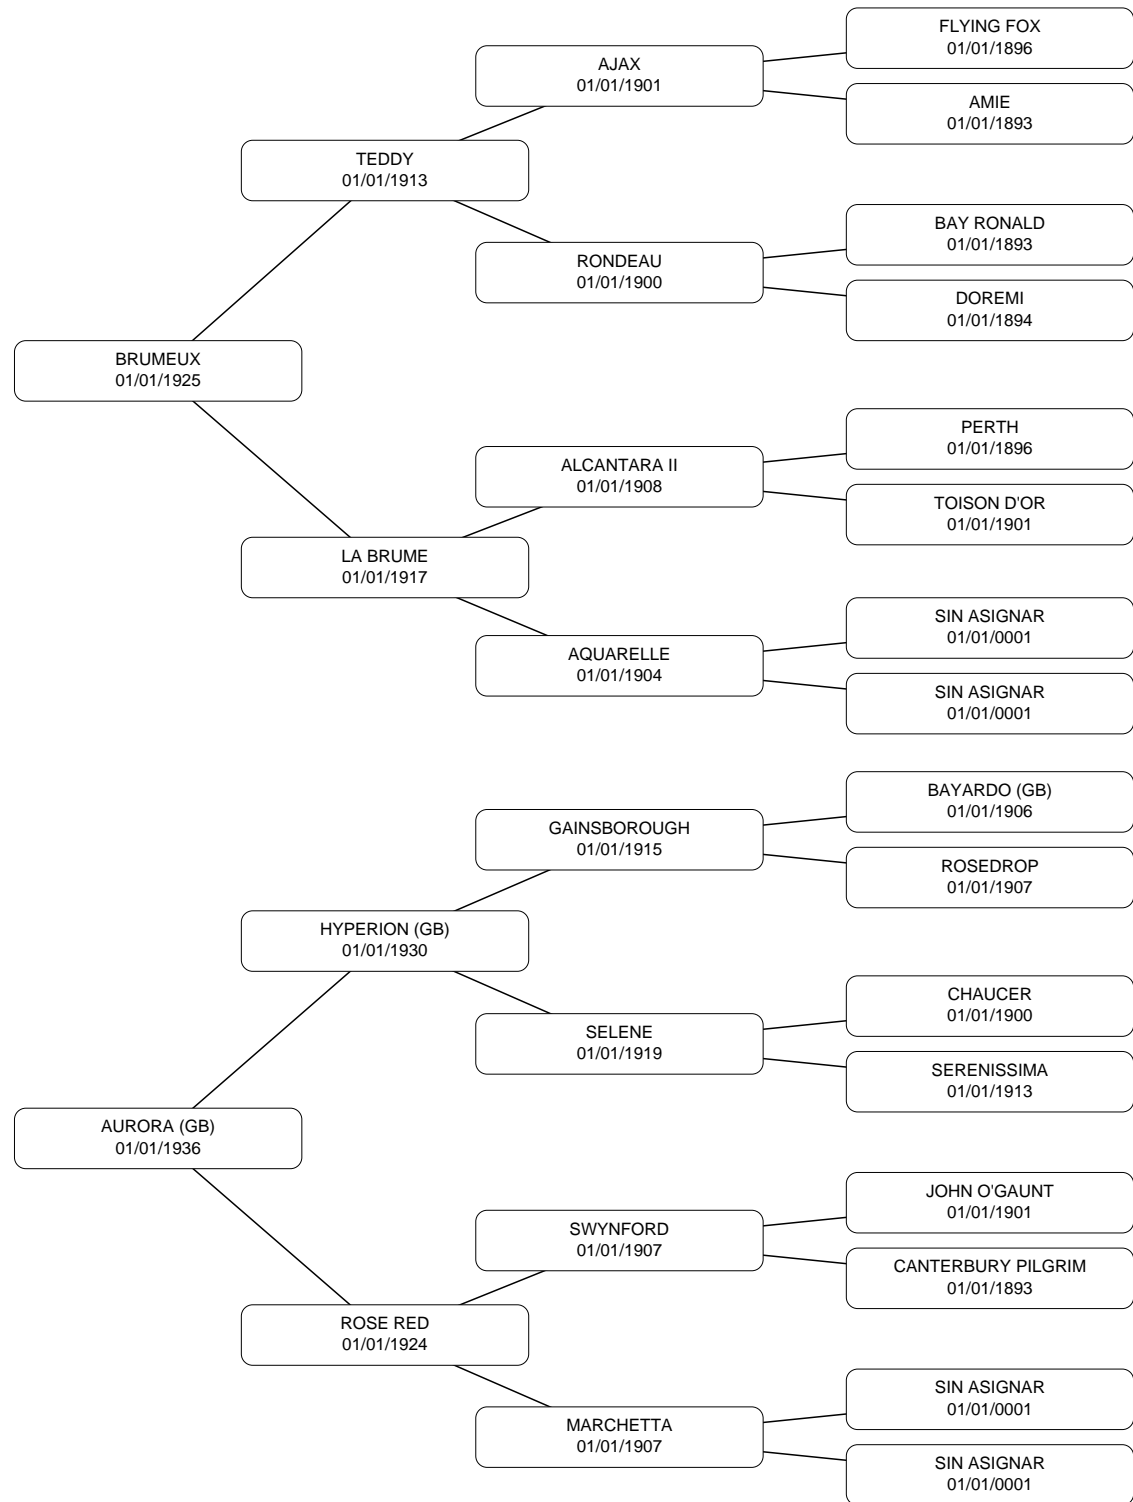 FLYING FOX
01/01/1896
AJAX
01/01/1901
AMIE
01/01/1893
TEDDY
01/01/1913
BAY RONALD
01/01/1893
RONDEAU
01/01/1900
DOREMI
01/01/1894
BRUMEUX
01/01/1925
PERTH
01/01/1896
ALCANTARA II
01/01/1908
TOISON D'OR
01/01/1901
LA BRUME
01/01/1917
SIN ASIGNAR
01/01/0001
AQUARELLE
01/01/1904
SIN ASIGNAR
01/01/0001
BAYARDO (GB)
01/01/1906
GAINSBOROUGH
01/01/1915
ROSEDROP
01/01/1907
HYPERION (GB)
01/01/1930
CHAUCER
01/01/1900
SELENE
01/01/1919
SERENISSIMA
01/01/1913
AURORA (GB)
01/01/1936
JOHN O'GAUNT
01/01/1901
SWYNFORD
01/01/1907
CANTERBURY PILGRIM
01/01/1893
ROSE RED
01/01/1924
SIN ASIGNAR
01/01/0001
MARCHETTA
01/01/1907
SIN ASIGNAR
01/01/0001